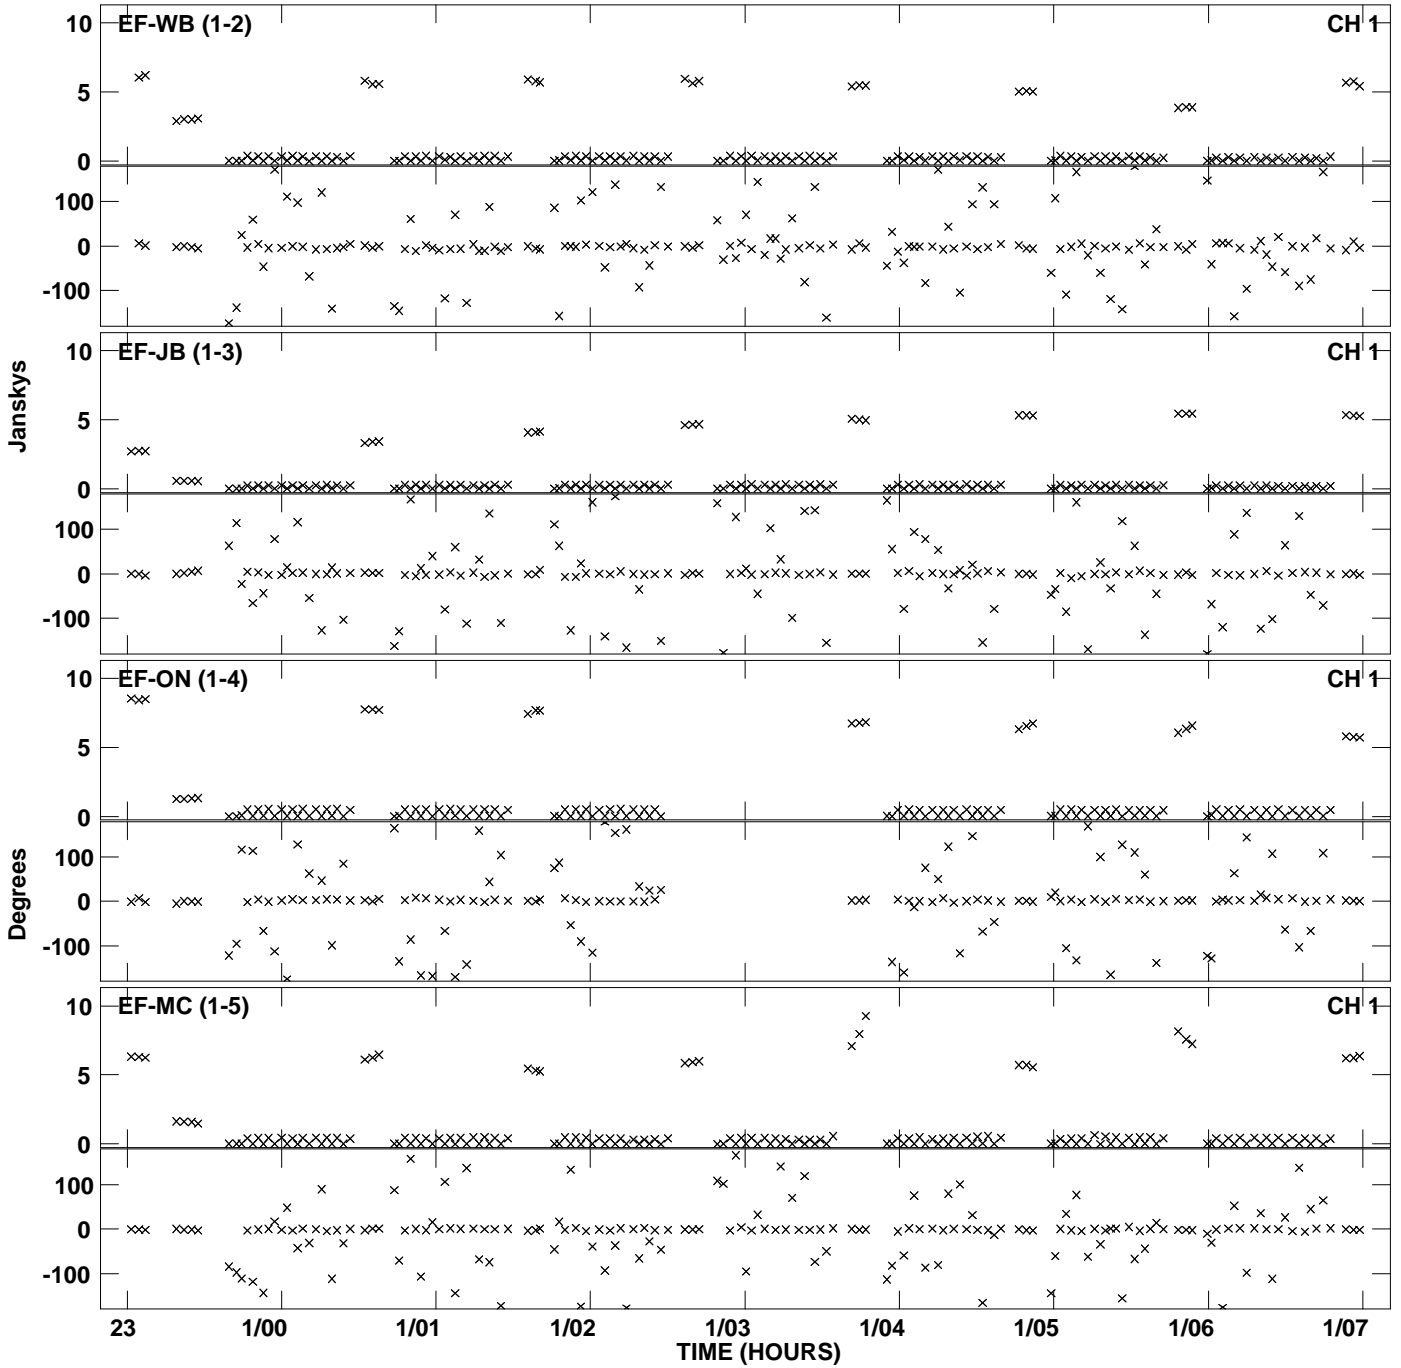 10 EF-WB (1-2) CH 1
5
0
100
0
-100
10 EF-JB (1-3) CH 1
Janskys
5
0
100
0
-100
10 EF-ON (1-4) CH 1
5
0
100
Degrees
0
-100
10 EF-MC (1-5) CH 1
5
0
100
0
-100
23 1/00 1/01 1/02 1/03 1/04 1/05 1/06 1/07
TIME (HOURS)